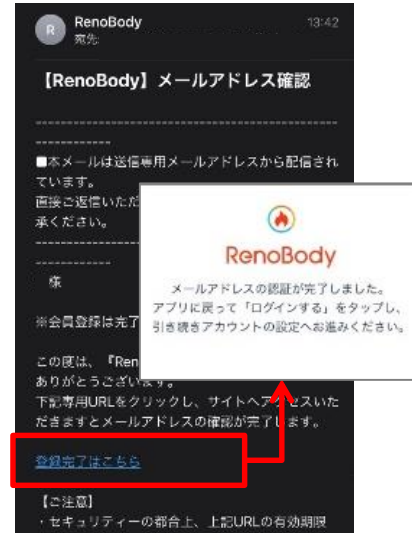 R
RenoBody
13:42
宛先:
【RenoBody】メールアドレス確認
■本メールは送信専用メールアドレスから配信され
ています。
直接ご返信いただ
承ください。
様
※会員登録は完了
この度は、『Ren
ありがとうございます。
下記専用URLをクリックし、サイトへアクセスいた
だきますとメールアドレスの確認が完了します。
登録完了はこちら
【ご注意】
・セキュリティーの都合上、上記URLの有効期限
RenoBody
メールアドレスの認証が完了しました。
アプリに戻って「ログインする」をタップし、
引き続きアカウントの設定へお進みください。